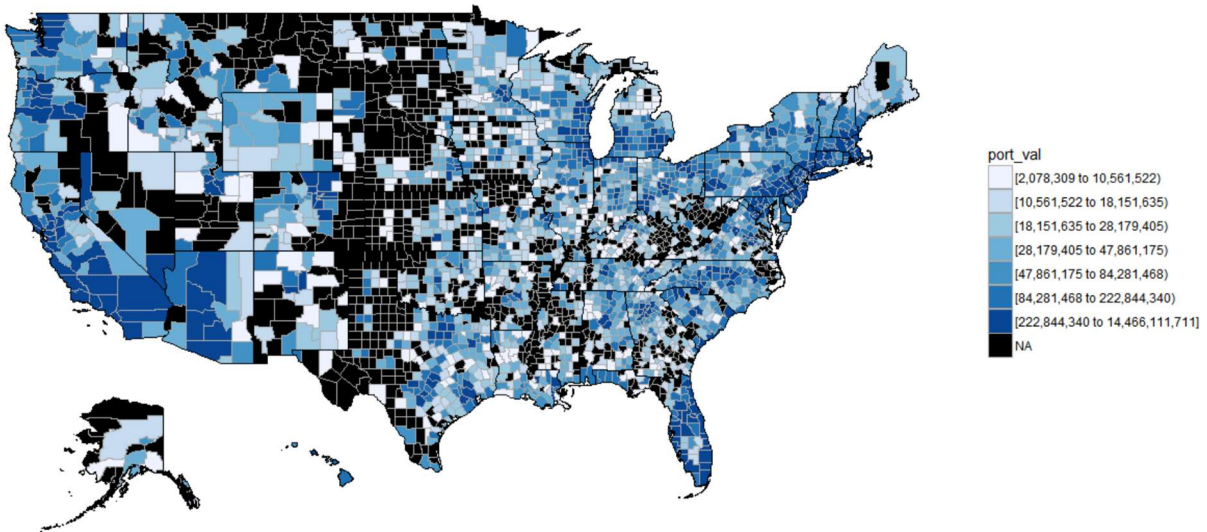 port_val
[2,078,309 to 10,561,522)
[10,561,522 to 18,151,635)
[18,151,635 to 28,179,405)
[28,179,405 to 47,861,175)
[47,861,175 to 84,281,468)
[84,281,468 to 222,844,340)
[222,844,340 to 14,466,111,711]
NA